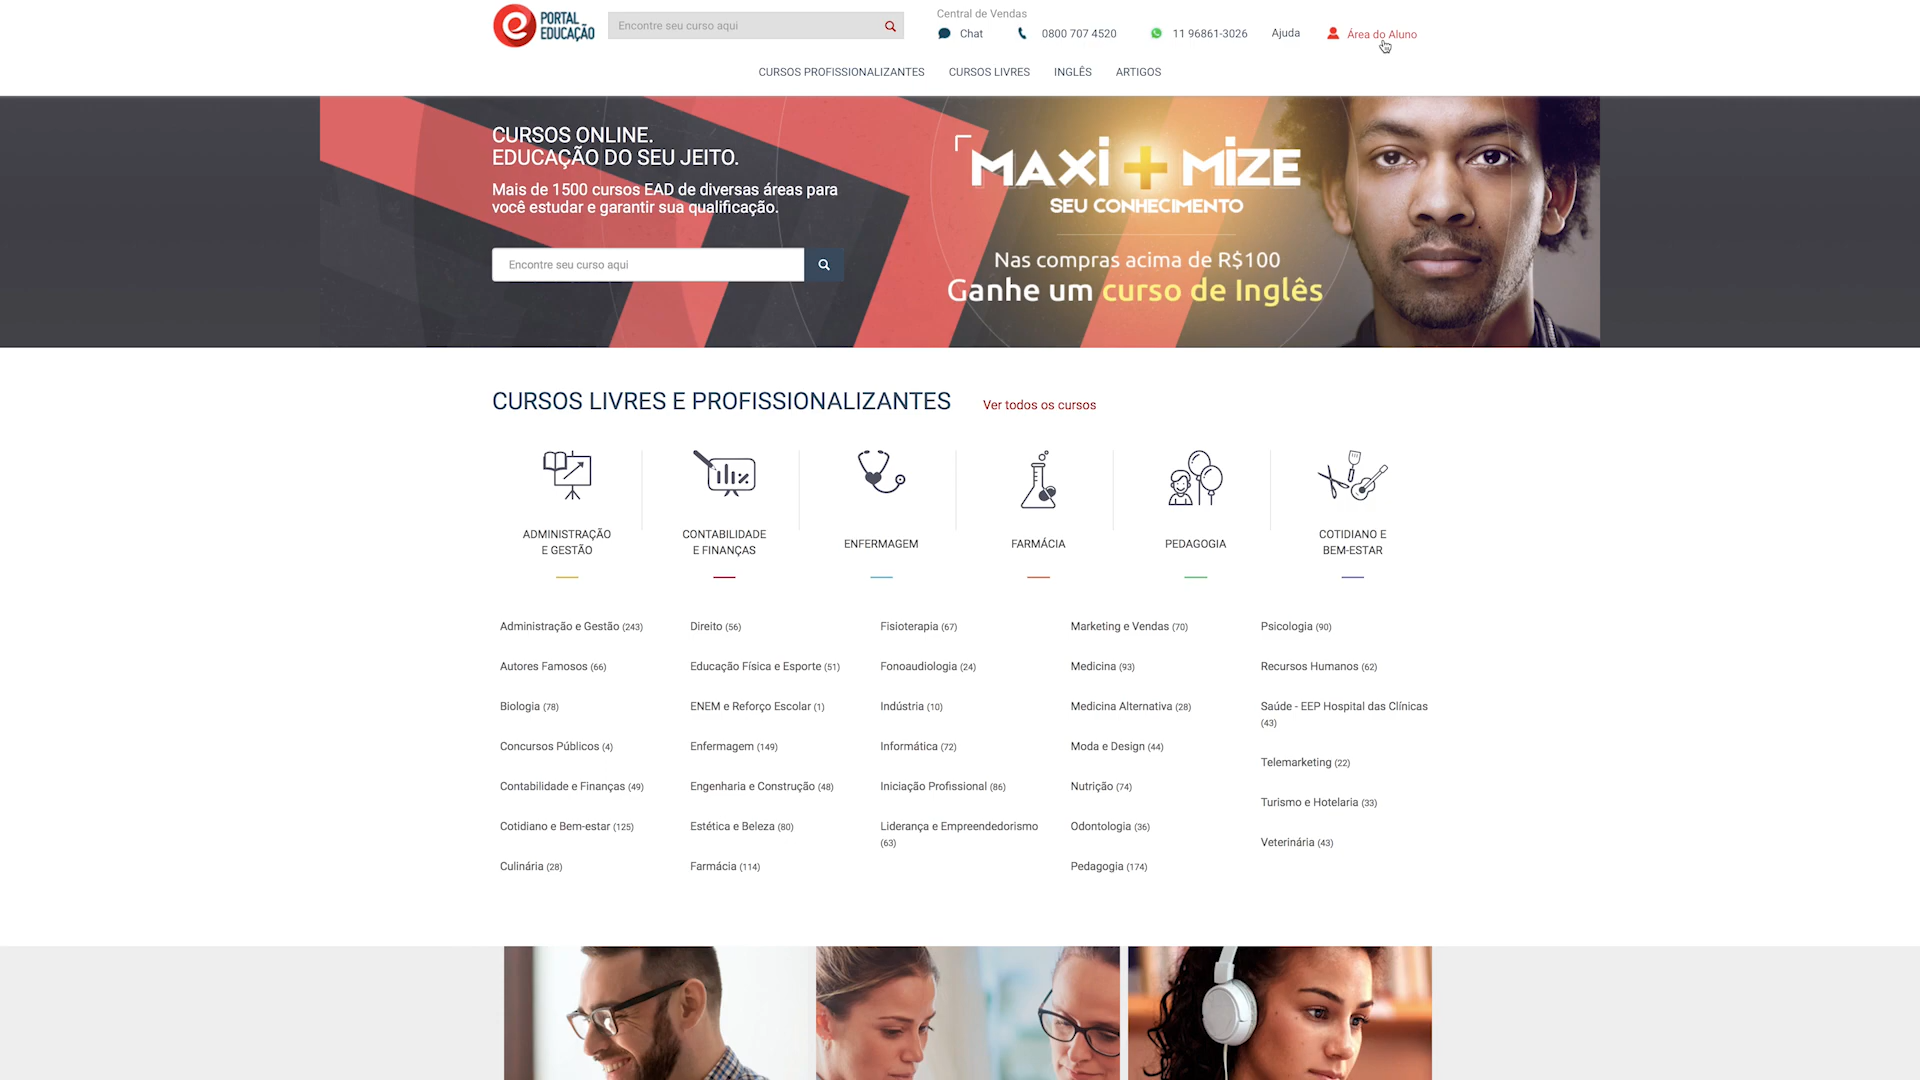 PORTAL
EDUCAÇÃO
Encontre seu curso aqui
Central de Vendas
Chat
0800 707 4520
11 96861-3026
Ajuda
Área do Aluno
CURSOS PROFISSIONALIZANTES
CURSOS LIVRES
INGLÊS
ARTIGOS
CURSOS ONLINE.
EDUCAÇÃO DO SEU JEITO.
Mais de 1500 cursos EAD de diversas áreas para
você estudar e garantir sua qualificação.
Encontre seu curso aqui
MAXi + MiZE
SEU CONHECIMENTO
Nas compras acima de R$100
Ganhe um curso de Inglês
CURSOS LIVRES E PROFISSIONALIZANTES
Ver todos os cursos
ADMINISTRAÇÃO
E GESTÃO
CONTABILIDADE
E FINANÇAS
ENFERMAGEM
FARMÁCIA
PEDAGOGIA
COTIDIANO E
BEM-ESTAR
Administração e Gestão (243)
Autores Famosos (66)
Biologia (78)
Concursos Públicos (4)
Contabilidade e Finanças (49)
Cotidiano e Bem-estar (125)
Culinária (28)
Direito (56)
Educação Física e Esporte (51)
ENEM e Reforço Escolar (1)
Enfermagem (149)
Engenharia e Construção (48)
Estética e Beleza (80)
Farmácia (114)
Fisioterapia (67)
Fonoaudiologia (24)
Indústria (10)
Informática (72)
Iniciação Profissional (86)
Liderança e Empreendedorismo
(63)
Marketing e Vendas (70)
Medicina (93)
Medicina Alternativa (28)
Moda e Design (44)
Nutrição (74)
Odontologia (36)
Pedagogia (174)
Psicologia (90)
Recursos Humanos (62)
Saúde - EEP Hospital das Clínicas
(43)
Telemarketing (22)
Turismo e Hotelaria (33)
Veterinária (43)